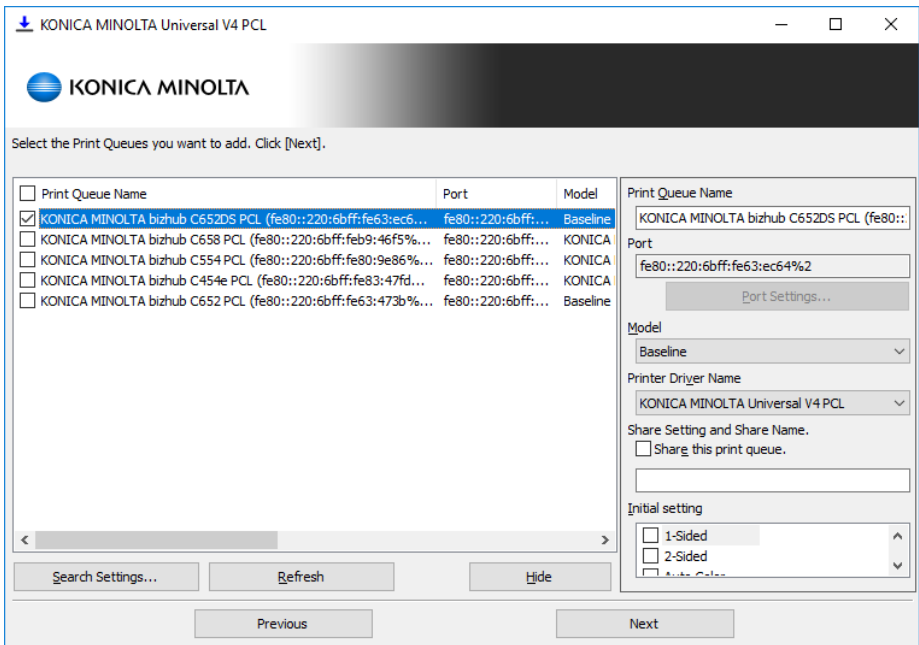 KONICA MINOLTA Universal V4 PCL
KONICA MINOLTA
Select the Print Queues you want to add. Click [Next].
Print Queue Name Port Model
KONICA MINOLTA bizhub C652DS PCL (fe80::220:6bff:fe63:ec6... fe80::220:6bff:... Baseline
KONICA MINOLTA bizhub C658 PCL (fe80::220:6bff:feb9:46f5%... fe80::220:6bff:... KONICA
KONICA MINOLTA bizhub C554 PCL (fe80::220:6bff:fe80:9e86%... fe80::220:6bff:... KONICA
KONICA MINOLTA bizhub C454e PCL (fe80::220:6bff:fe83:47fd... fe80::220:6bff:... KONICA
KONICA MINOLTA bizhub C652 PCL (fe80::220:6bff:fe63:473b%... fe80::220:6bff:... Baseline
Search Settings...
Refresh
Hide
Print Queue Name
KONICA MINOLTA bizhub C652DS PCL (fe80::
Port
fe80::220:6bff:fe63:ec64%2
Port Settings...
Model
Baseline
Printer Driver Name
KONICA MINOLTA Universal V4 PCL
Share Setting and Share Name.
Share this print queue.
Initial setting
1-Sided
2-Sided
Auto Color
Previous
Next